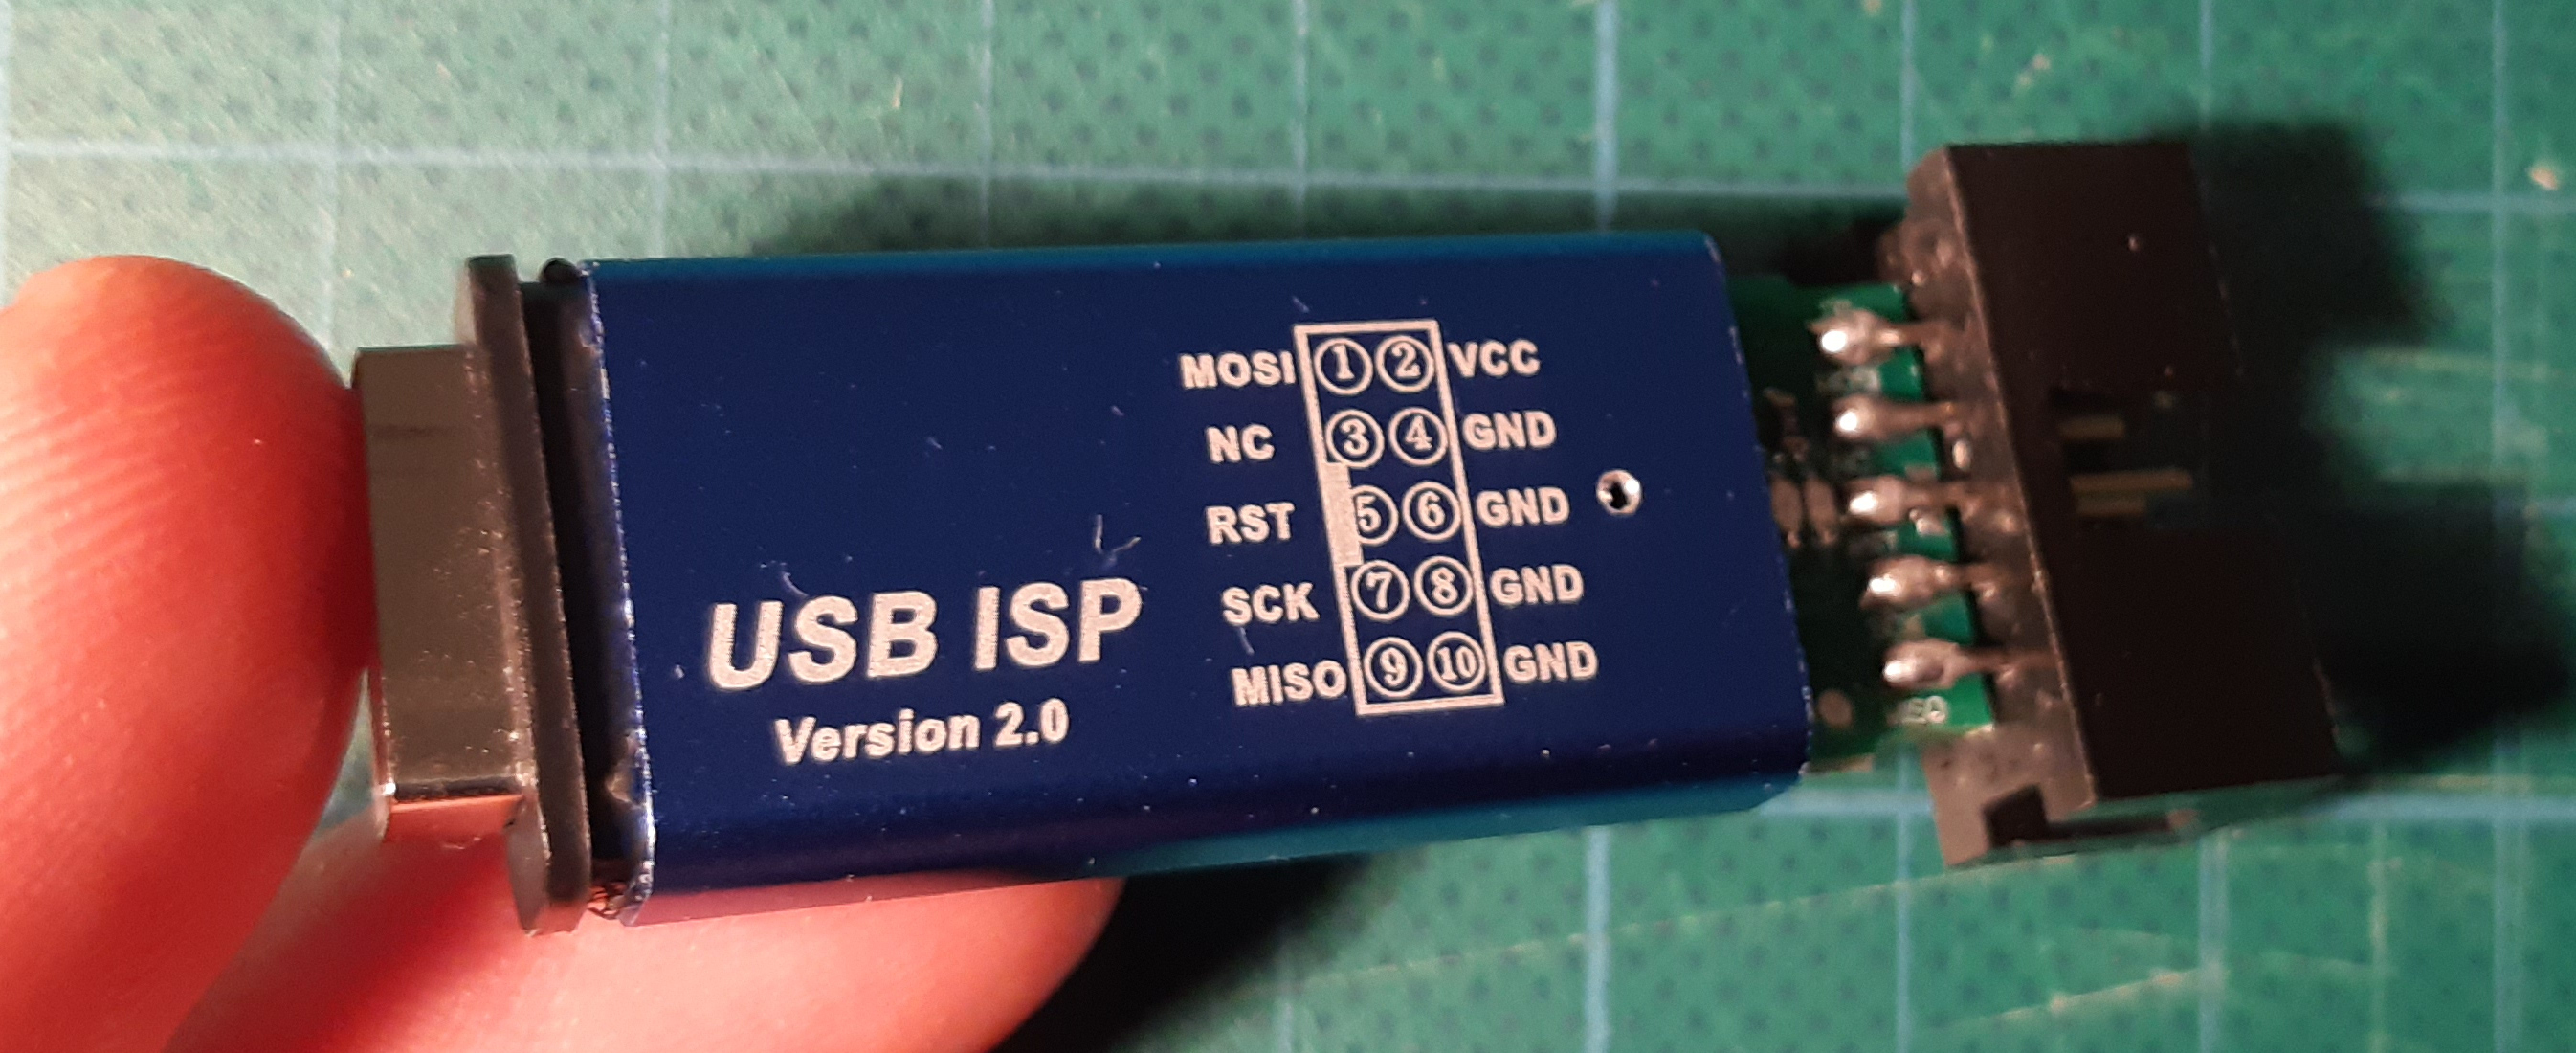 MOSI 1 2 VCC
NC 3 4 GND
RST 5 6 GND
SCK 7 8 GND
MISO 9 10 GND
USB ISP
Version 2.0